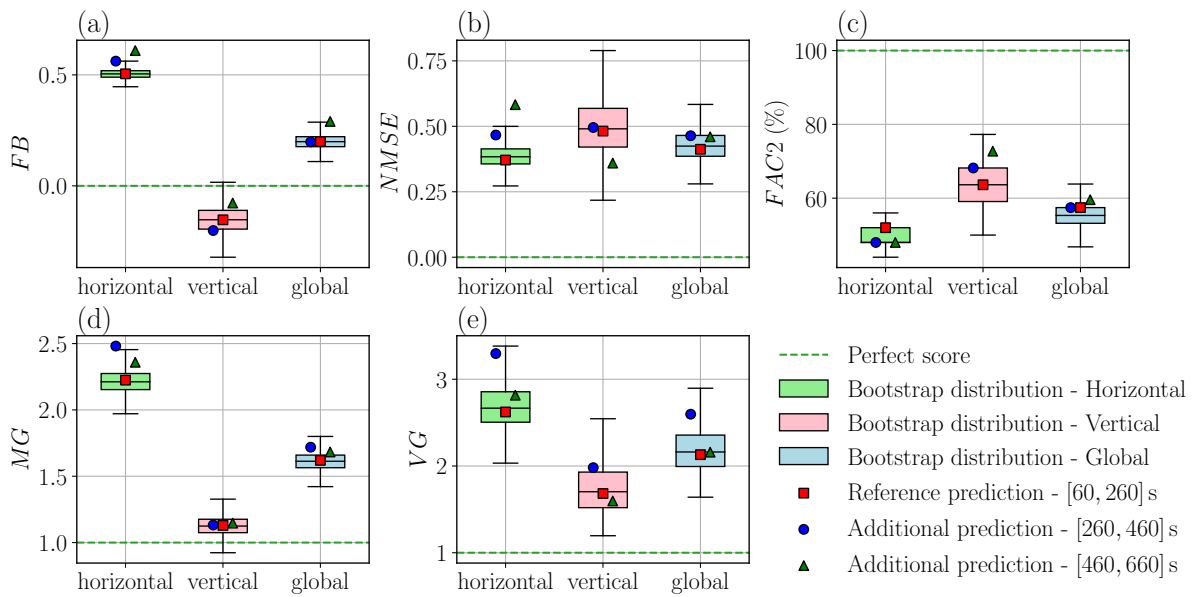 (a)
FB
0.5
0.0
horizontal vertical global
(b)
NMSE
0.75
0.50
0.25
0.00
horizontal vertical global
(c)
FAC2 (%)
100
80
60
horizontal vertical global
(d)
MG
2.5
2.0
1.5
1.0
horizontal vertical global
(e)
VG
3
2
1
horizontal vertical global
Perfect score
Bootstrap distribution - Horizontal
Bootstrap distribution - Vertical
Bootstrap distribution - Global
Reference prediction - [60, 260] s
Additional prediction - [260, 460] s
Additional prediction - [460, 660] s